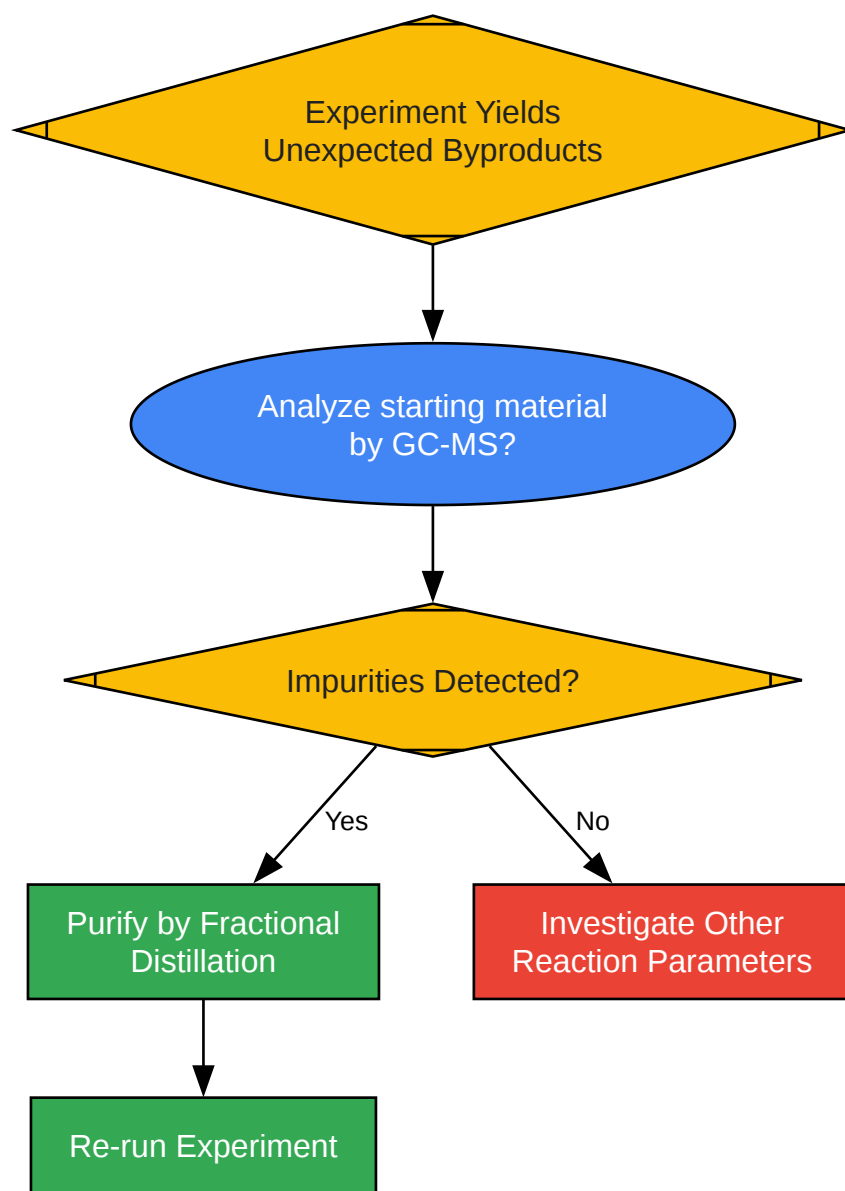 Experiment Yields
Unexpected Byproducts
Analyze starting material
by GC-MS?
Impurities Detected?
Yes
No
Purify by Fractional
Distillation
Investigate Other
Reaction Parameters
Re-run Experiment